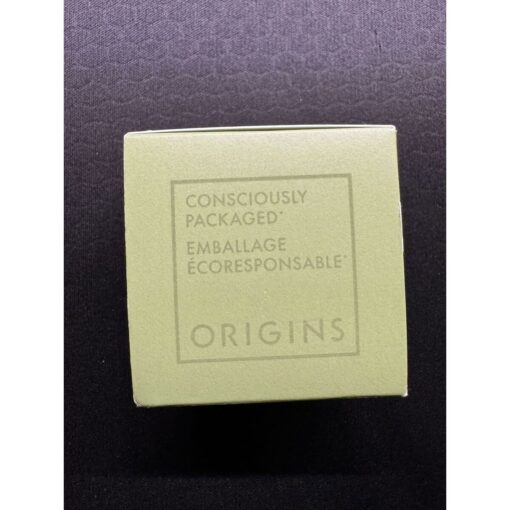 CONSCIOUSLY
PACKAGED*
EMBALLAGE
ÉCORESPONSABLE*
ORIGINS